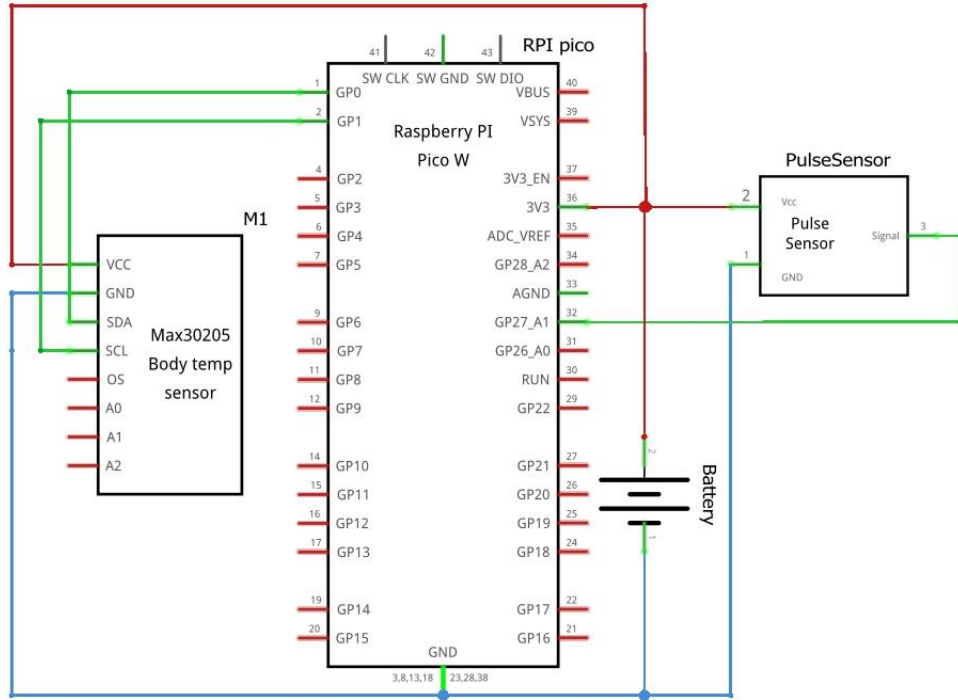 RPI pico
41
42
43
SW CLK
SW GND
SW DIO
Raspberry PI
Pico W
1
GP0
2
GP1
4
GP2
5
GP3
6
GP4
7
GP5
9
GP6
10
GP7
11
GP8
12
GP9
14
GP10
15
GP11
16
GP12
17
GP13
19
GP14
20
GP15
VBUS
40
VSYS
39
3V3_EN
37
3V3
36
ADC_VREF
35
GP28_A2
34
AGND
33
GP27_A1
32
GP26_A0
31
RUN
30
GP22
29
GP21
27
GP20
26
GP19
25
GP18
24
GP17
22
GP16
21
GND
3,8,13,18
23,28,38
M1
VCC
GND
SDA
SCL
OS
A0
A1
A2
Max30205
Body temp
sensor
PulseSensor
2
Vcc
Pulse
Sensor
Signal
3
1
GND
2
Battery
1